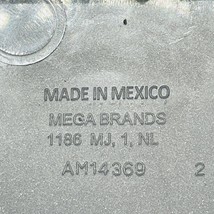 MADE IN MEXICO
MEGA BRANDS
1186 MJ, 1, NL
AM14369 2